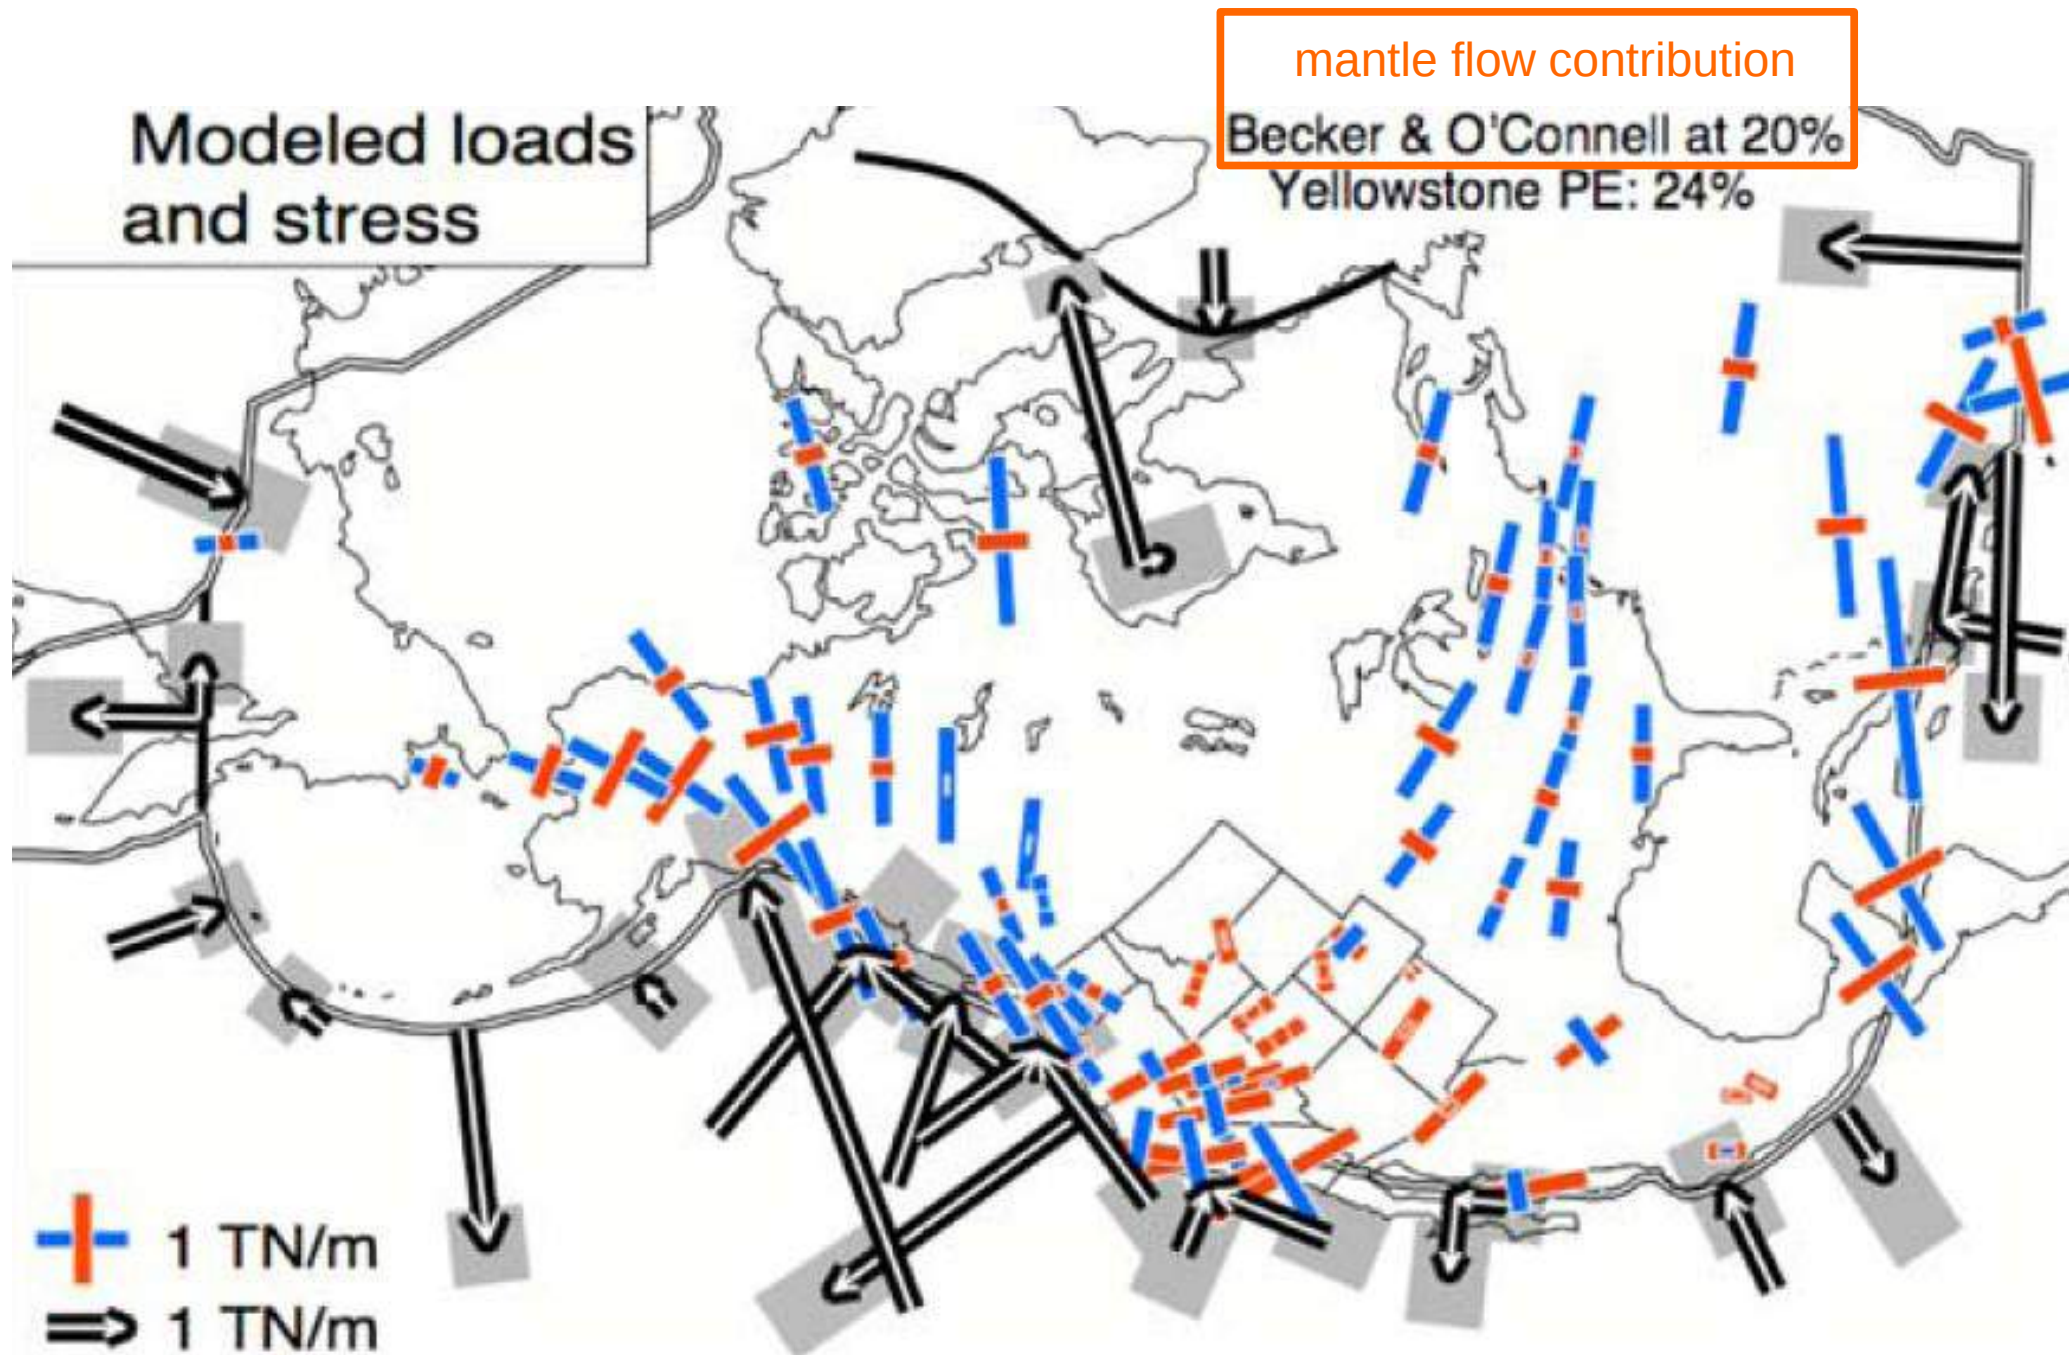 mantle flow contribution
Modeled loads
and stress
Becker & O'Connell at 20%
Yellowstone PE: 24%
1 TN/m
1 TN/m